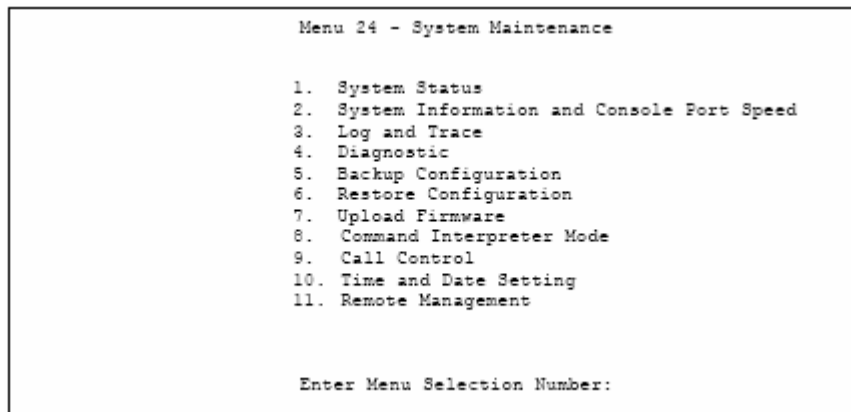 Menu 24 - System Maintenance
1. System Status
2. System Information and Console Port Speed
3. Log and Trace
4. Diagnostic
5. Backup Configuration
6. Restore Configuration
7. Upload Firmware
8. Command Interpreter Mode
9. Call Control
10. Time and Date Setting
11. Remote Management
Enter Menu Selection Number: